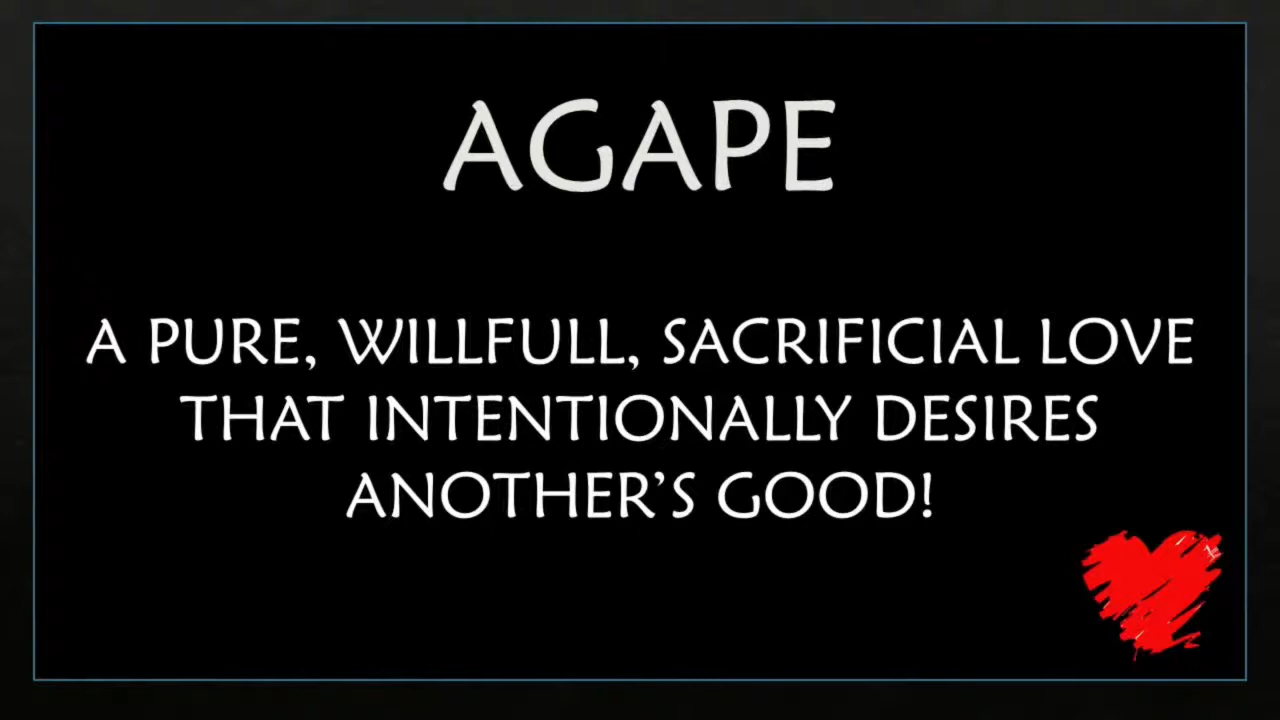 AGAPE
A PURE, WILLFULL, SACRIFICIAL LOVE
THAT INTENTIONALLY DESIRES
ANOTHER’S GOOD!